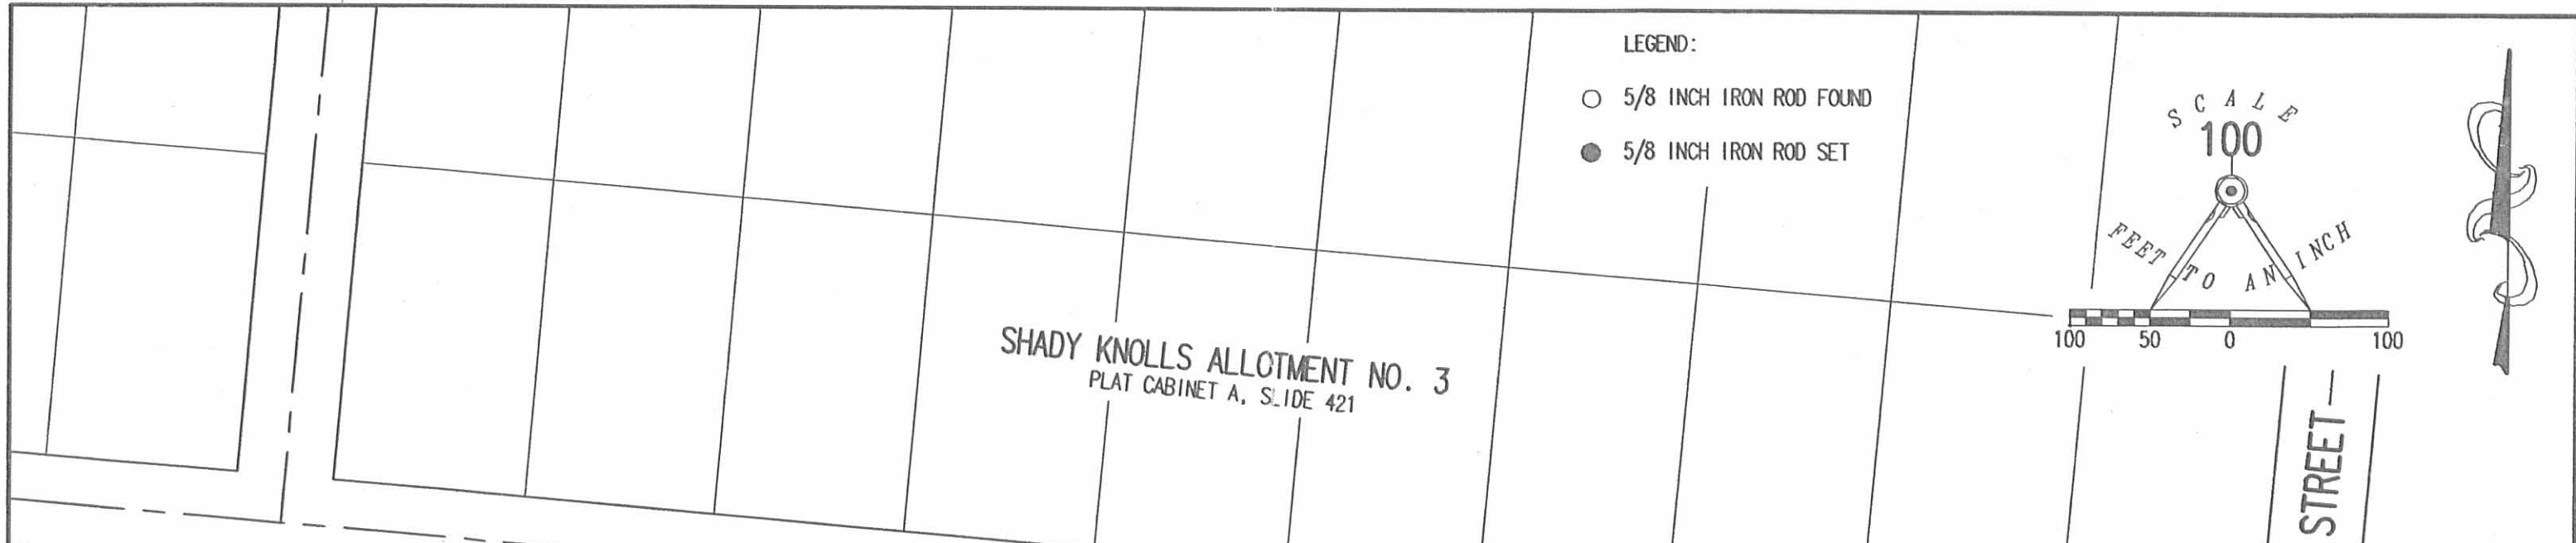 LEGEND:
5/8 INCH IRON ROD FOUND
5/8 INCH IRON ROD SET
SCALE
100
FEET TO AN INCH
100 50 0 100
SHADY KNOLLS ALLOTMENT NO. 3
PLAT CABINET A, SLIDE 421
STREET